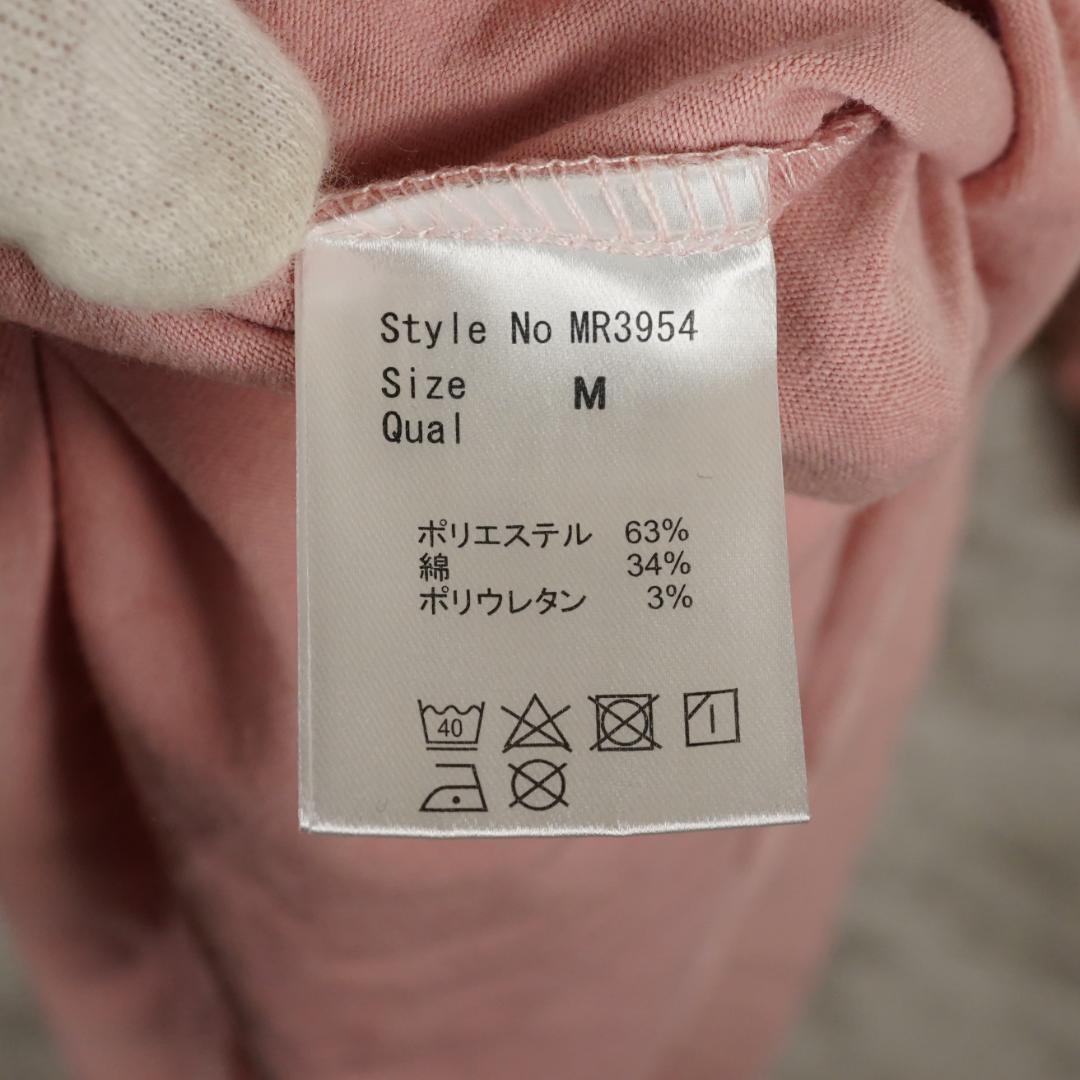 Style No MR3954
Size M
Qual
ポリエステル 63%
綿 34%
ポリウレタン 3%
40